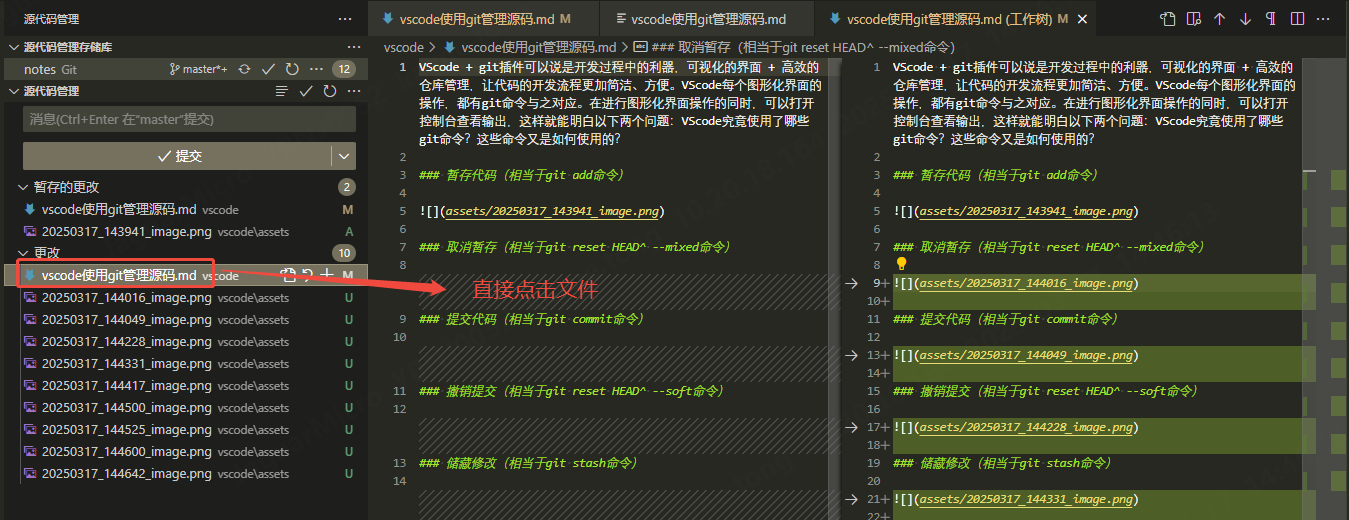 源代码管理 ···
源代码管理存储库 ···
notes Git master*+ ··· 12
源代码管理 ···
消息(Ctrl+Enter 在"master"提交)
提交
暂存的更改 2
vscode使用git管理源码.md vscode M
20250317_143941_image.png vscode\assets A
更改 10
vscode使用git管理源码.md vscode M
20250317_144016_image.png vscode\assets U
20250317_144049_image.png vscode\assets U
20250317_144228_image.png vscode\assets U
20250317_144331_image.png vscode\assets U
20250317_144417_image.png vscode\assets U
20250317_144500_image.png vscode\assets U
20250317_144525_image.png vscode\assets U
20250317_144600_image.png vscode\assets U
20250317_144642_image.png vscode\assets U
vscode使用git管理源码.md M
vscode使用git管理源码.md
vscode使用git管理源码.md (工作树) M
vscode > vscode使用git管理源码.md > ### 取消暂存（相当于git reset HEAD^ --mixed命令）
1 VScode + git插件可以说是开发过程中的利器，可视化的界面 + 高效的
仓库管理，让代码的开发流程更加简洁、方便。VScode每个图形化界面的
操作，都有git命令与之对应。在进行图形化界面操作的同时，可以打开
控制台查看输出，这样就能明白以下两个问题：VScode究竟使用了哪些
git命令？这些命令又是如何使用的？
2
3 ### 暂存代码（相当于git add命令）
4
5 ![](assets/20250317_143941_image.png)
6
7 ### 取消暂存（相当于git reset HEAD^ --mixed命令）
8
直接点击文件
9 ### 提交代码（相当于git commit命令）
10
11 ### 撤销提交（相当于git reset HEAD^ --soft命令）
12
13 ### 储藏修改（相当于git stash命令）
14
1 VScode + git插件可以说是开发过程中的利器，可视化的界面 + 高效的
仓库管理，让代码的开发流程更加简洁、方便。VScode每个图形化界面的
操作，都有git命令与之对应。在进行图形化界面操作的同时，可以打开
控制台查看输出，这样就能明白以下两个问题：VScode究竟使用了哪些
git命令？这些命令又是如何使用的？
2
3 ### 暂存代码（相当于git add命令）
4
5 ![](assets/20250317_143941_image.png)
6
7 ### 取消暂存（相当于git reset HEAD^ --mixed命令）
8
9+ ![](assets/20250317_144016_image.png)
10+
11 ### 提交代码（相当于git commit命令）
12
13+ ![](assets/20250317_144049_image.png)
14+
15 ### 撤销提交（相当于git reset HEAD^ --soft命令）
16
17+ ![](assets/20250317_144228_image.png)
18+
19 ### 储藏修改（相当于git stash命令）
20
21+ ![](assets/20250317_144331_image.png)
22+